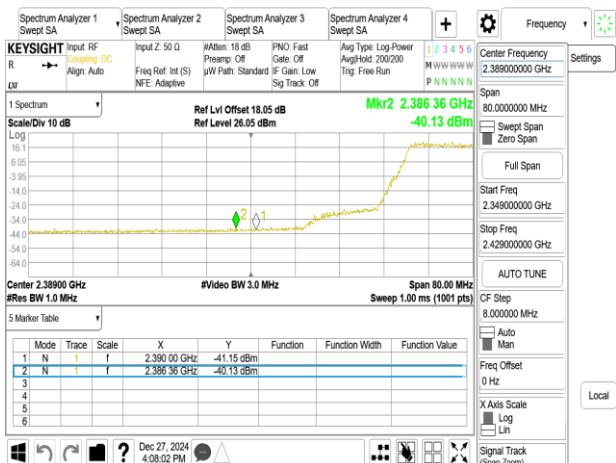 Spectrum Analyzer 1
Swept SA
Spectrum Analyzer 2
Swept SA
Spectrum Analyzer 3
Swept SA
Spectrum Analyzer 4
Swept SA
+
Frequency
KEYSIGHT
R
Input: RF
Coupling: DC
Align: Auto
Input Z: 50 Ω
Freq Ref: Int (S)
NFE: Adaptive
#Atten: 18 dB
Preamp: Off
µW Path: Standard
PNO: Fast
Gate: Off
IF Gain: Low
Sig Track: Off
Avg Type: Log-Power
Avg|Hold: 200/200
Trig: Free Run
1 2 3 4 5 6
M W W W W W
P N N N N N
1 Spectrum
Scale/Div 10 dB
Ref Lvl Offset 18.05 dB
Ref Level 26.05 dBm
Mkr2 2.386 36 GHz
-40.13 dBm
Log
16.1
6.05
-3.95
-14.0
-24.0
-34.0
-44.0
-54.0
-64.0
2
1
Center 2.38900 GHz
#Res BW 1.0 MHz
#Video BW 3.0 MHz
Span 80.00 MHz
Sweep 1.00 ms (1001 pts)
5 Marker Table
Mode Trace Scale X Y Function Function Width Function Value
1 N 1 f 2.390 00 GHz -41.15 dBm
2 N 1 f 2.386 36 GHz -40.13 dBm
3
4
5
6
Center Frequency
2.389000000 GHz
Settings
Span
80.0000000 MHz
Swept Span
Zero Span
Full Span
Start Freq
2.349000000 GHz
Stop Freq
2.429000000 GHz
AUTO TUNE
CF Step
8.000000 MHz
Auto
Man
Freq Offset
0 Hz
X Axis Scale
Log
Lin
Local
Signal Track
(Span Zoom)
?
Dec 27, 2024
4:08:02 PM